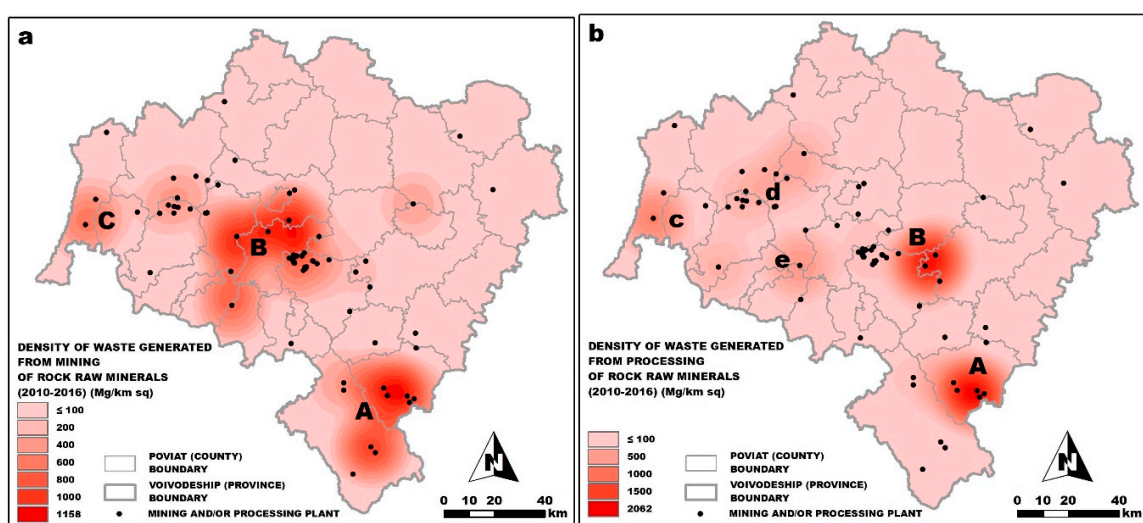 a
C
B
A
DENSITY OF WASTE GENERATED
FROM MINING
OF ROCK RAW MINERALS
(2010-2016) (Mg/km sq)
≤ 100
200
400
600
800
1000
1158
POVIAT (COUNTY)
BOUNDARY
VOIVODESHIP (PROVINCE)
BOUNDARY
MINING AND/OR PROCESSING PLANT
N
0 10 20 40
km
b
d
c
B
e
A
DENSITY OF WASTE GENERATED
FROM PROCESSING
OF ROCK RAW MINERALS
(2010-2016) (Mg/km sq)
≤ 100
500
1000
1500
2062
POVIAT (COUNTY)
BOUNDARY
VOIVODESHIP (PROVINCE)
BOUNDARY
MINING AND/OR PROCESSING PLANT
N
0 10 20 40
km